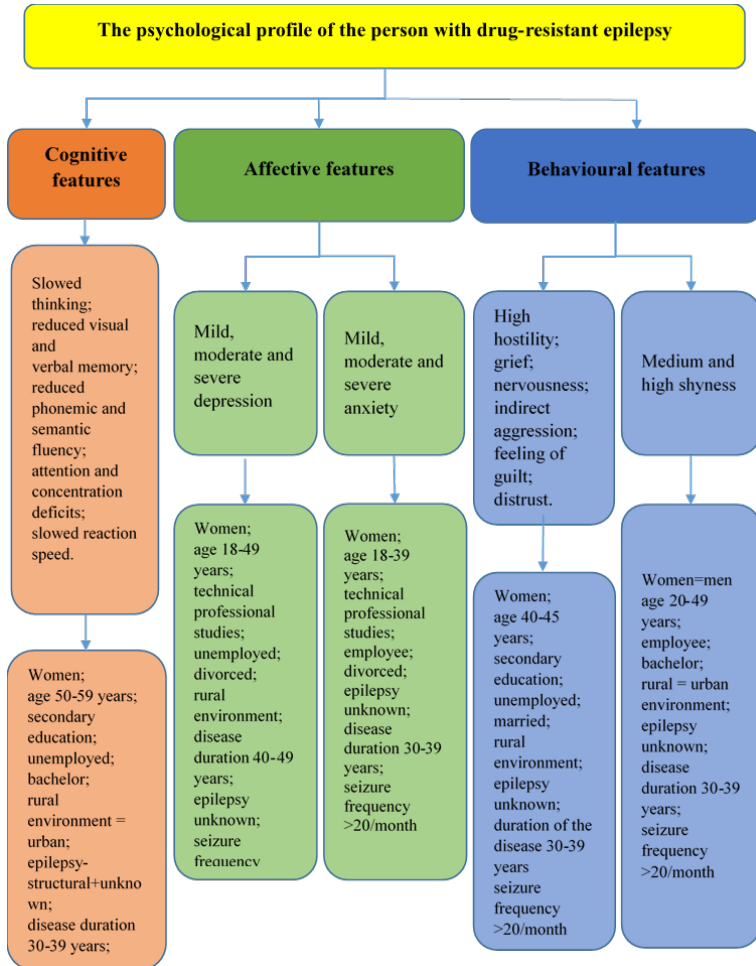 The psychological profile of the person with drug-resistant epilepsy
Cognitive
features
Affective features
Behavioural features
Slowed
thinking;
reduced visual
and
verbal memory;
reduced
phonemic and
semantic
fluency;
attention and
concentration
deficits;
slowed reaction
speed.
Mild,
moderate and
severe
depression
Mild,
moderate and
severe
anxiety
High
hostility;
grief;
nervousness;
indirect
aggression;
feeling of
guilt;
distrust.
Medium and
high shyness
Women;
age 50-59 years;
secondary
education;
unemployed;
bachelor;
rural
environment =
urban;
epilepsy-
structural+unkno
wn;
disease duration
30-39 years;
Women;
age 18-49
years;
technical
professional
studies;
unemployed;
divorced;
rural
environment;
disease
duration 40-49
years;
epilepsy
unknown;
seizure
frequency
Women;
age 18-39
years;
technical
professional
studies;
employee;
divorced;
epilepsy
unknown;
disease
duration 30-39
years;
seizure
frequency
>20/month
Women;
age 40-45
years;
secondary
education;
unemployed;
married;
rural
environment;
epilepsy
unknown;
duration of the
disease 30-39
years
seizure
frequency
>20/month
Women=men
age 20-49
years;
employee;
bachelor;
rural = urban
environment;
epilepsy
unknown;
disease
duration 30-39
years;
seizure
frequency
>20/month